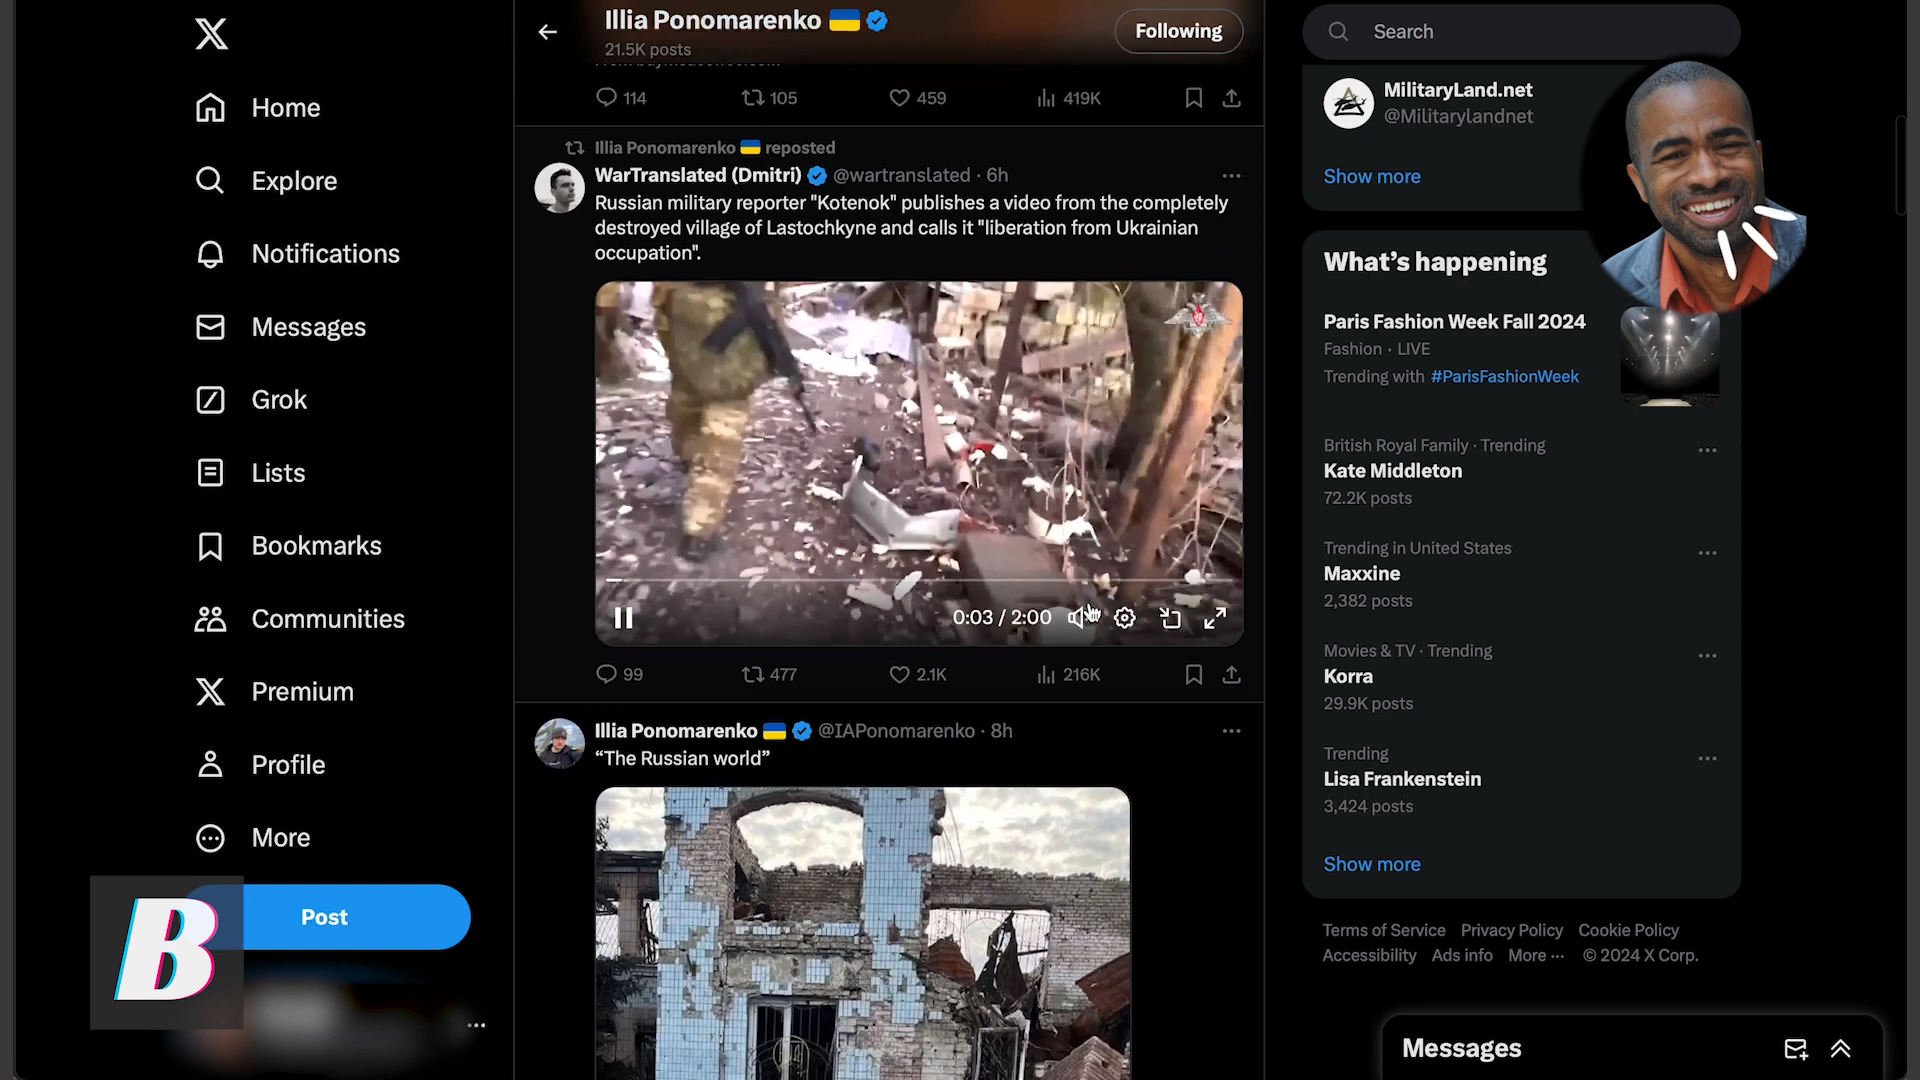 Home
Explore
Notifications
Messages
Grok
Lists
Bookmarks
Communities
Premium
Profile
More
Post
B
Illia Ponomarenko
21.5K posts
Following
114 105 459 419K
Illia Ponomarenko reposted
WarTranslated (Dmitri) @wartranslated · 6h
Russian military reporter "Kotenok" publishes a video from the completely
destroyed village of Lastochkyne and calls it "liberation from Ukrainian
occupation".
0:03 / 2:00
99 477 2.1K 216K
Illia Ponomarenko @IAPonomarenko · 8h
“The Russian world”
Search
MilitaryLand.net
@Militarylandnet
Show more
What’s happening
Paris Fashion Week Fall 2024
Fashion · LIVE
Trending with #ParisFashionWeek
British Royal Family · Trending
Kate Middleton
72.2K posts
Trending in United States
Maxxine
2,382 posts
Movies & TV · Trending
Korra
29.9K posts
Trending
Lisa Frankenstein
3,424 posts
Show more
Terms of Service Privacy Policy Cookie Policy
Accessibility Ads info More ··· © 2024 X Corp.
Messages